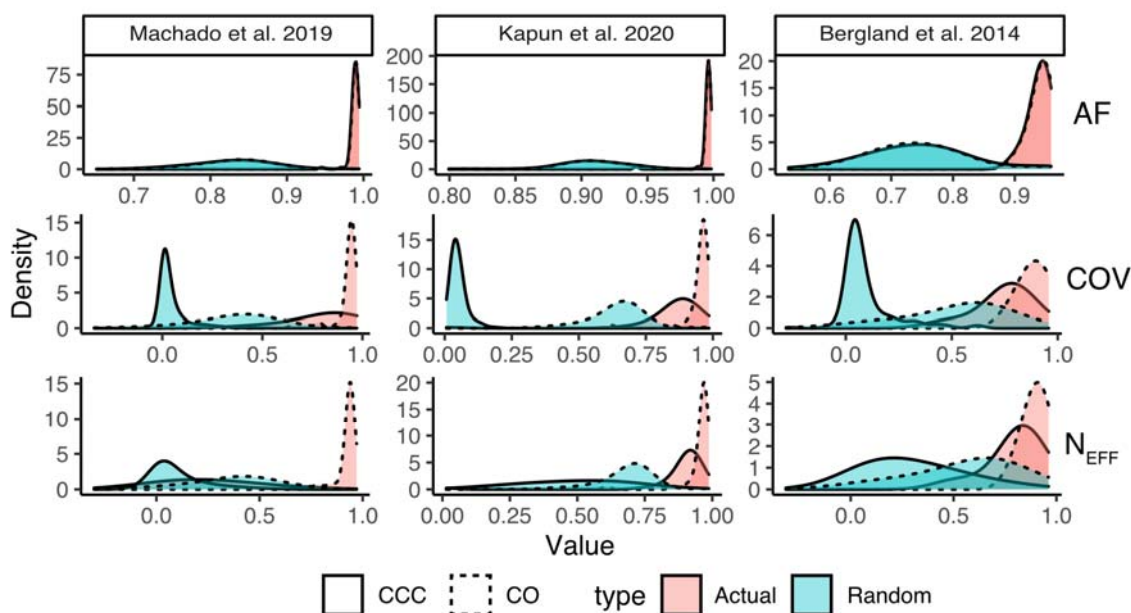 Machado et al. 2019 Kapun et al. 2020 Bergland et al. 2014
75 50 25 0
0.7 0.8 0.9 1.0
200 150 100 50 0
0.80 0.85 0.90 0.95 1.00
20 15 10 5 0
0.6 0.7 0.8 0.9
AF
Density
15 10 5 0
0.0 0.5 1.0
15 10 5 0
0.00 0.25 0.50 0.75 1.00
6 4 2 0
0.0 0.5 1.0
COV
15 10 5 0
0.0 0.5 1.0
20 15 10 5 0
0.00 0.25 0.50 0.75 1.00
5 4 3 2 1 0
0.0 0.5 1.0
NEFF
Value
CCC CO type Actual Random